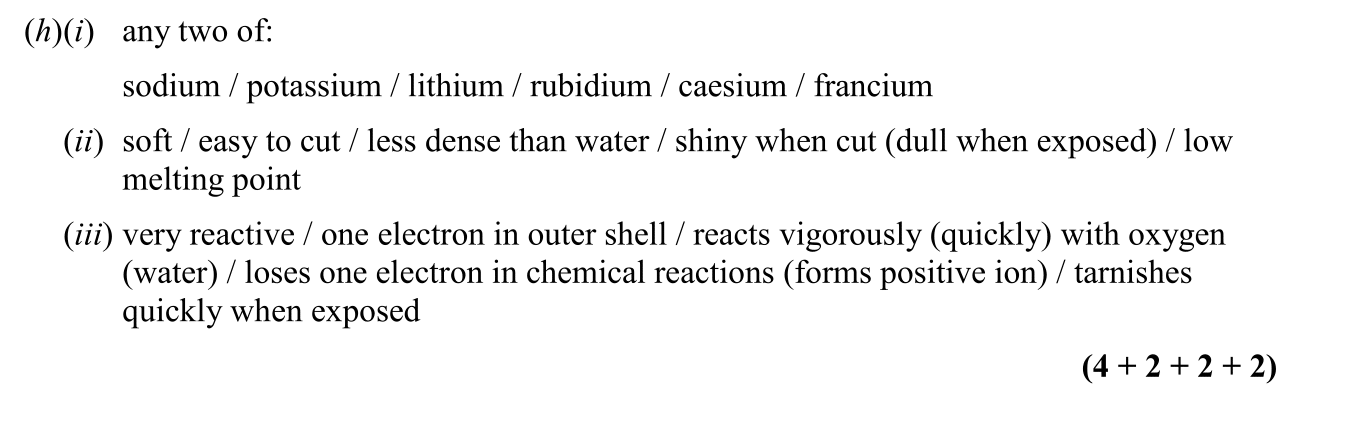 (h)(i) any two of:
sodium / potassium / lithium / rubidium / caesium / francium
(ii) soft / easy to cut / less dense than water / shiny when cut (dull when exposed) / low
melting point
(iii) very reactive / one electron in outer shell / reacts vigorously (quickly) with oxygen
(water) / loses one electron in chemical reactions (forms positive ion) / tarnishes
quickly when exposed
(4 + 2 + 2 + 2)